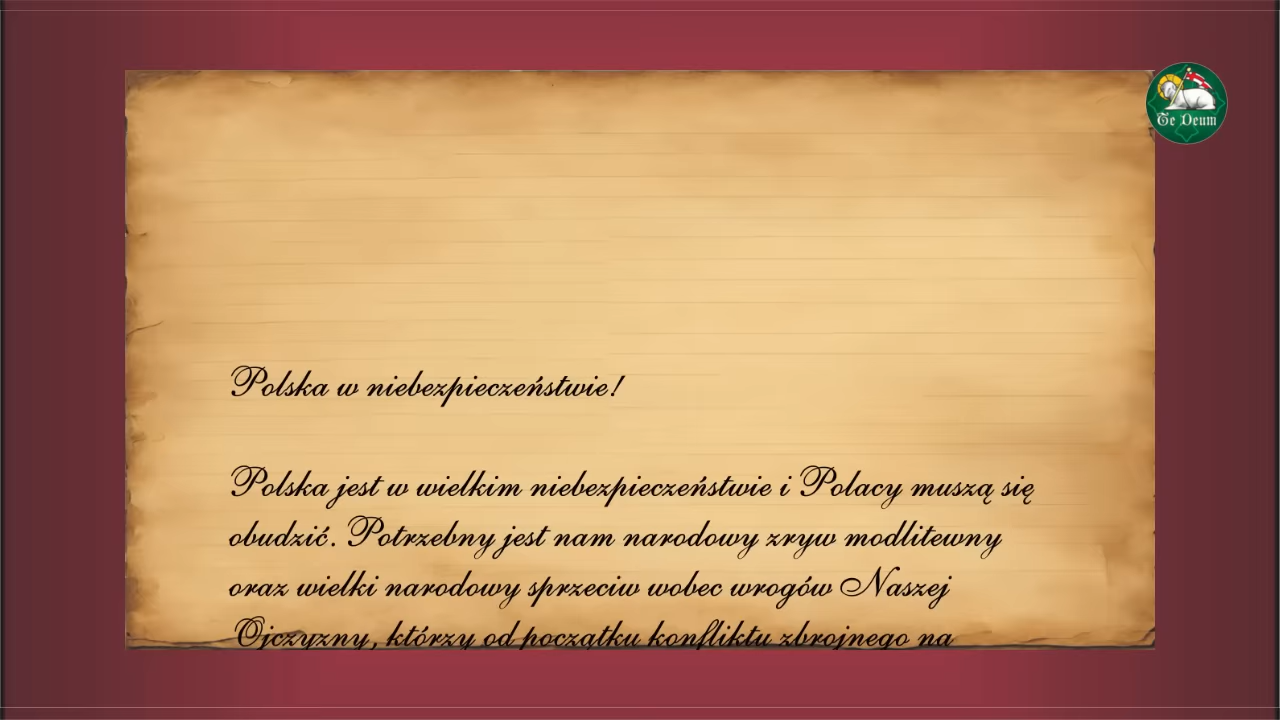 Te Deum
Polska w niebezpieczeństwie!
Polska jest w wielkim niebezpieczeństwie i Polacy muszą się
obudzić. Potrzebny jest nam narodowy zryw modlitewny
oraz wielki narodowy sprzeciw wobec wrogów Naszej
Ojczyzny, którzy od początku konfliktu zbrojnego na